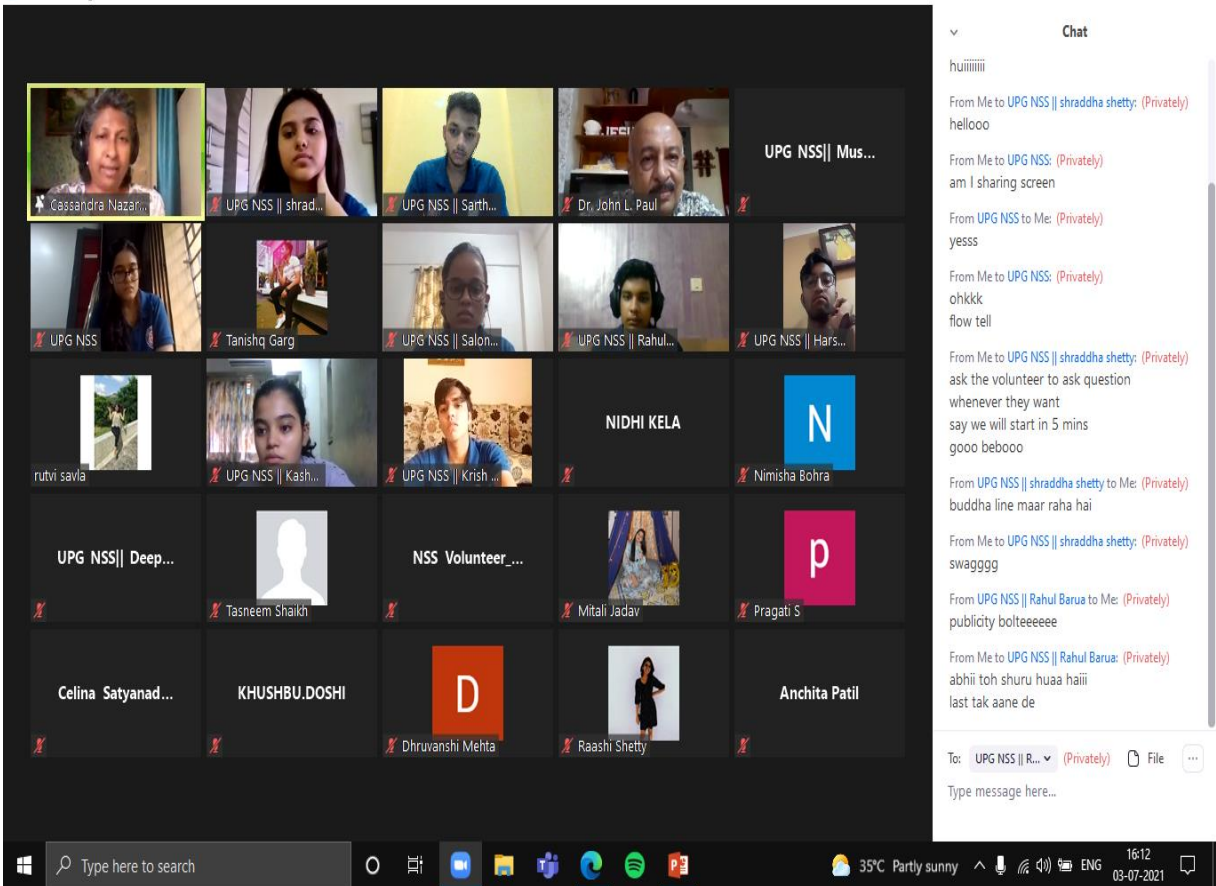 Cassandra Nazar...
UPG NSS || shrad...
UPG NSS || Sarth...
JESU
Dr. John L. Paul
UPG NSS|| Mus...
UPG NSS
Tanishq Garg
UPG NSS || Salon...
UPG NSS || Rahul...
UPG NSS || Hars...
rutvi savla
UPG NSS || Kash...
UPG NSS || Krish ...
NIDHI KELA
N
Nimisha Bohra
UPG NSS|| Deep...
Tasneem Shaikh
NSS Volunteer_...
Mitali Jadav
p
Pragati S
Celina Satyanad...
KHUSHBU.DOSHI
D
Dhruvanshi Mehta
Raashi Shetty
Anchita Patil
Chat
huiiiiiiii
From Me to UPG NSS || shraddha shetty: (Privately)
hellooo
From Me to UPG NSS: (Privately)
am I sharing screen
From UPG NSS to Me: (Privately)
yesss
From Me to UPG NSS: (Privately)
ohkkk
flow tell
From Me to UPG NSS || shraddha shetty: (Privately)
ask the volunteer to ask question
whenever they want
say we will start in 5 mins
gooo bebooo
From UPG NSS || shraddha shetty to Me: (Privately)
buddha line maar raha hai
From Me to UPG NSS || shraddha shetty: (Privately)
swagggg
From UPG NSS || Rahul Barua to Me: (Privately)
publicity bolteeeeee
From Me to UPG NSS || Rahul Barua: (Privately)
abhii toh shuru huaa haiii
last tak aane de
To: UPG NSS || R... (Privately) File ...
Type message here...
Type here to search
35°C Partly sunny
ENG
16:12
03-07-2021